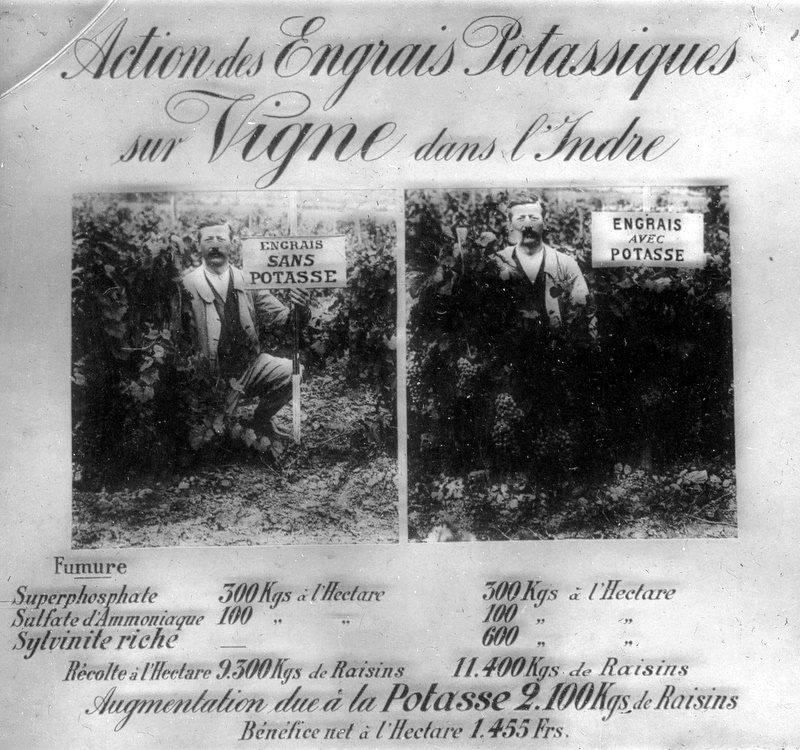 Action des Engrais Potassiques
sur Vigne dans l'Indre
ENGRAIS
SANS
POTASSE
ENGRAIS
AVEC
POTASSE
Fumure
Superphosphate 300 Kgs à l'Hectare 300 Kgs à l'Hectare
Sulfate d'Ammoniaque 100 „ „ 100 „ „
Sylvinite riche — 600 „ „
Récolte à l'Hectare 9.300 Kgs de Raisins 11.400 Kgs de Raisins
Augmentation due à la Potasse 2.100 Kgs de Raisins
Bénéfice net à l'Hectare 1.455 Frs.